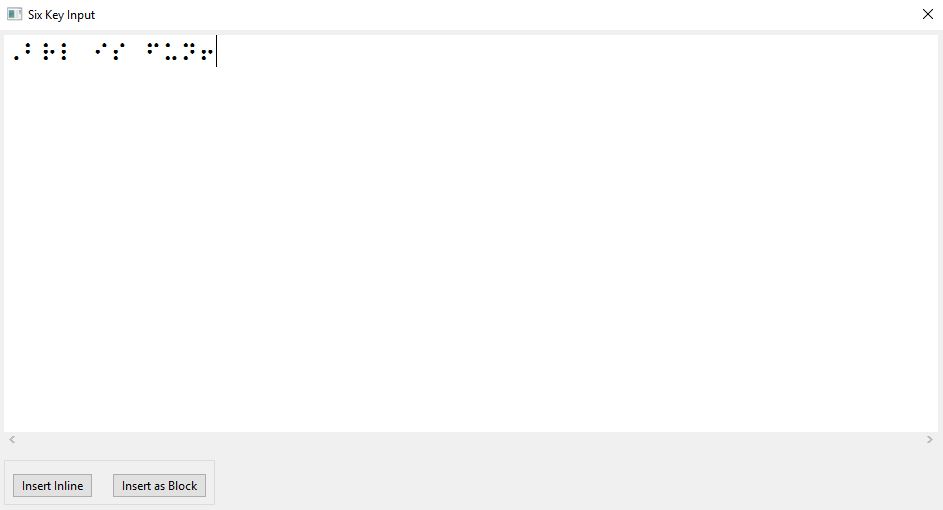 Six Key Input
⠠⠃⠗⠇ ⠊⠎ ⠋⠥⠝⠖
Insert Inline Insert as Block